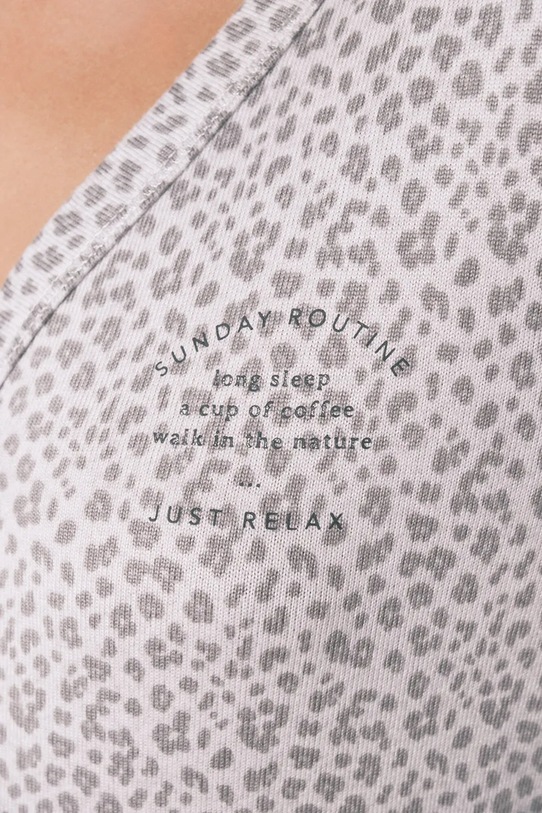 SUNDAY ROUTINE
long sleep
a cup of coffee
walk in the nature
...
JUST RELAX